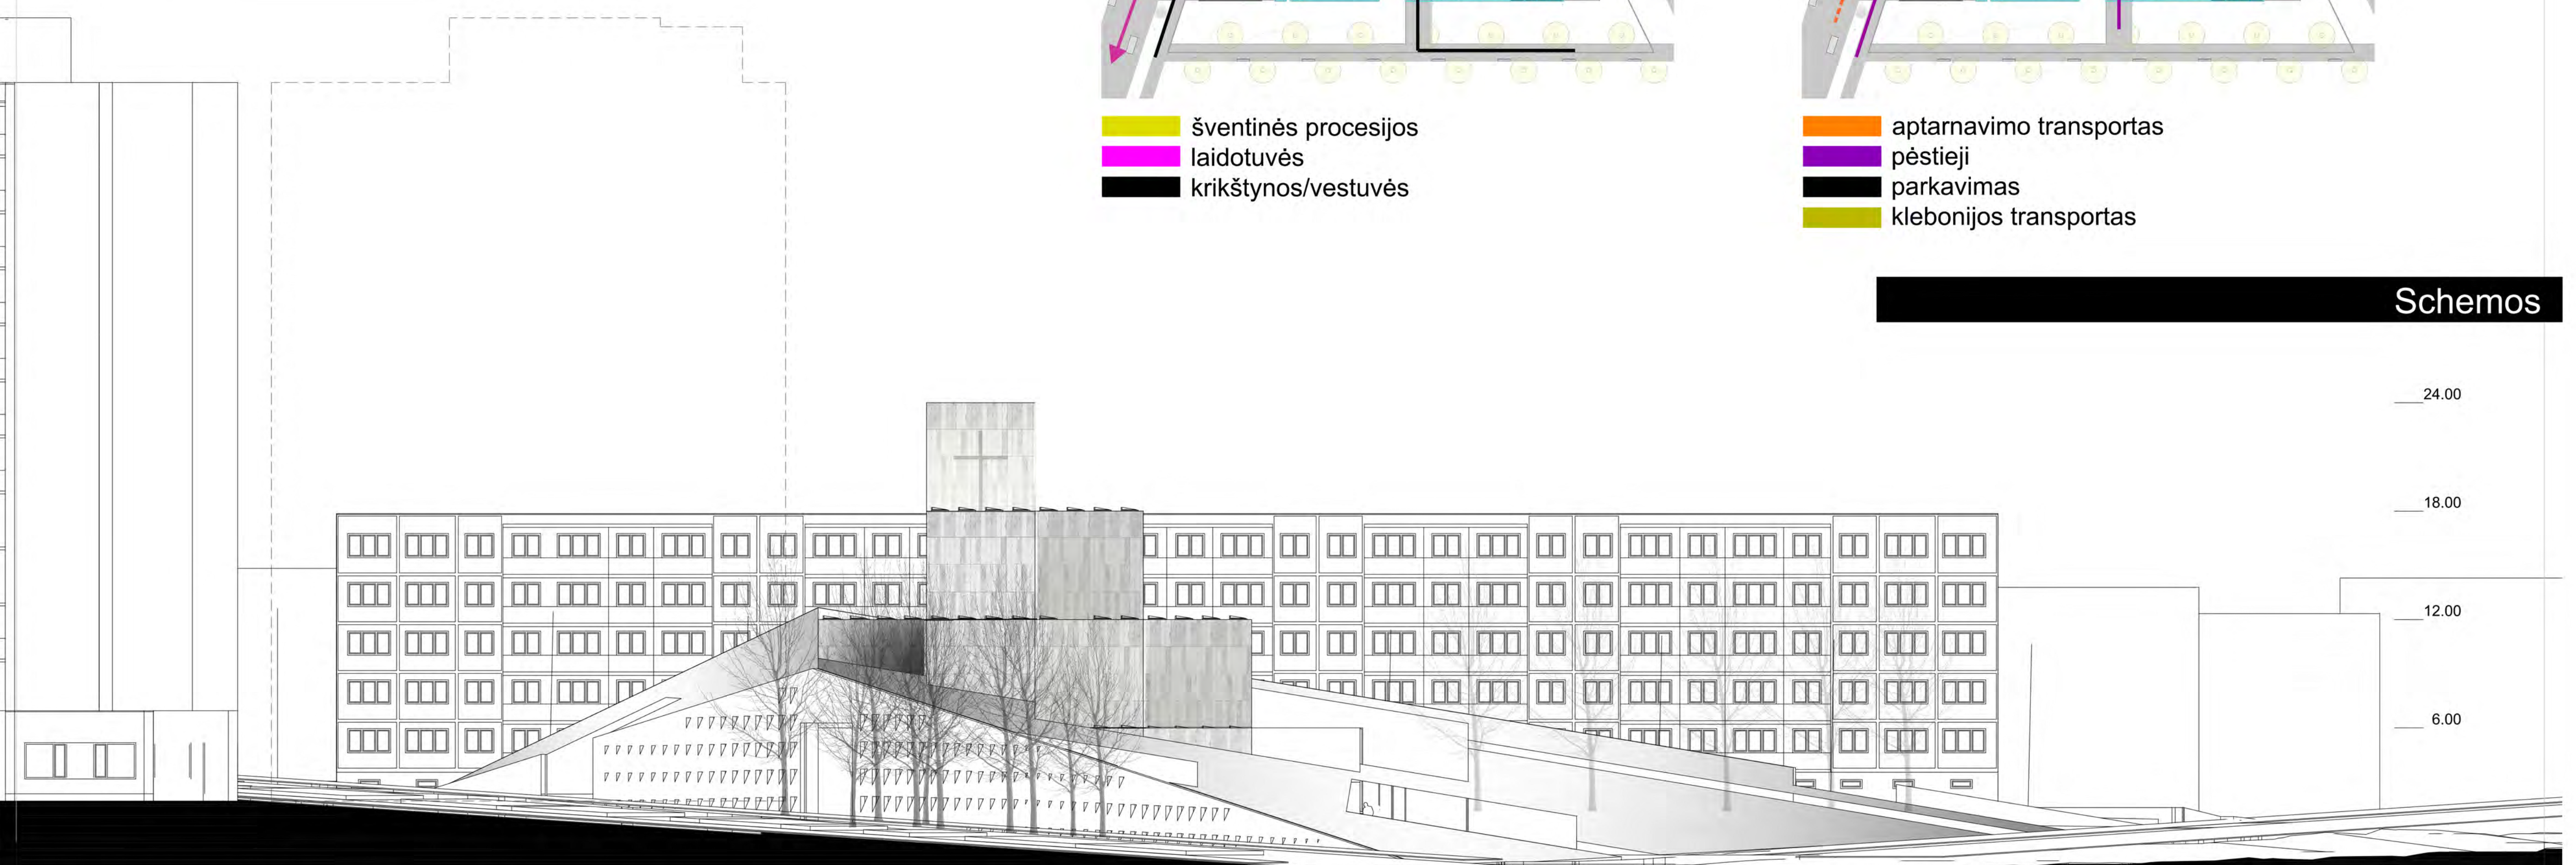 šventinės procesijos
laidotuvės
krikštynos/vestuvės
aptarnavimo transportas
pėstieji
parkavimas
klebonijos transportas
Schemos
24.00
18.00
12.00
6.00